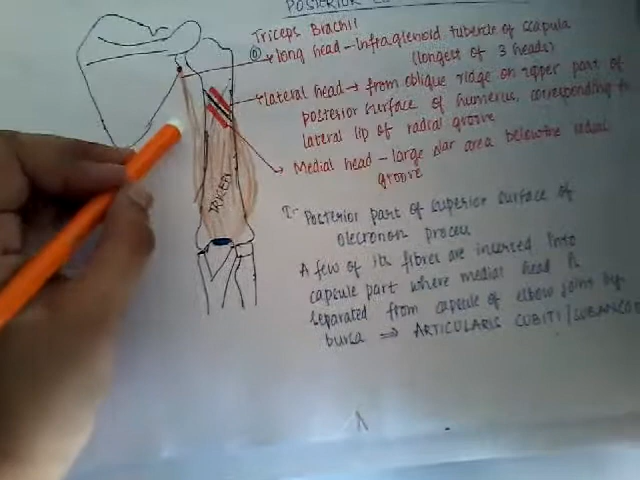 POSTERIOR
Triceps Brachii
(O) long head - Infraglenoid tubercle of scapula
(longest of 3 heads)
lateral head → from oblique ridge on upper part of
posterior surface of humerus, corresponding to
lateral lip of radial groove
Medial head - large area below the radial
groove
I - Posterior part of superior surface of
olecranon process
A few of its fibres are inserted into
capsule part where medial head is
separated from capsule of elbow joint by
bursa → ARTICULARIS CUBITI/SUBANCO
TRICEPS